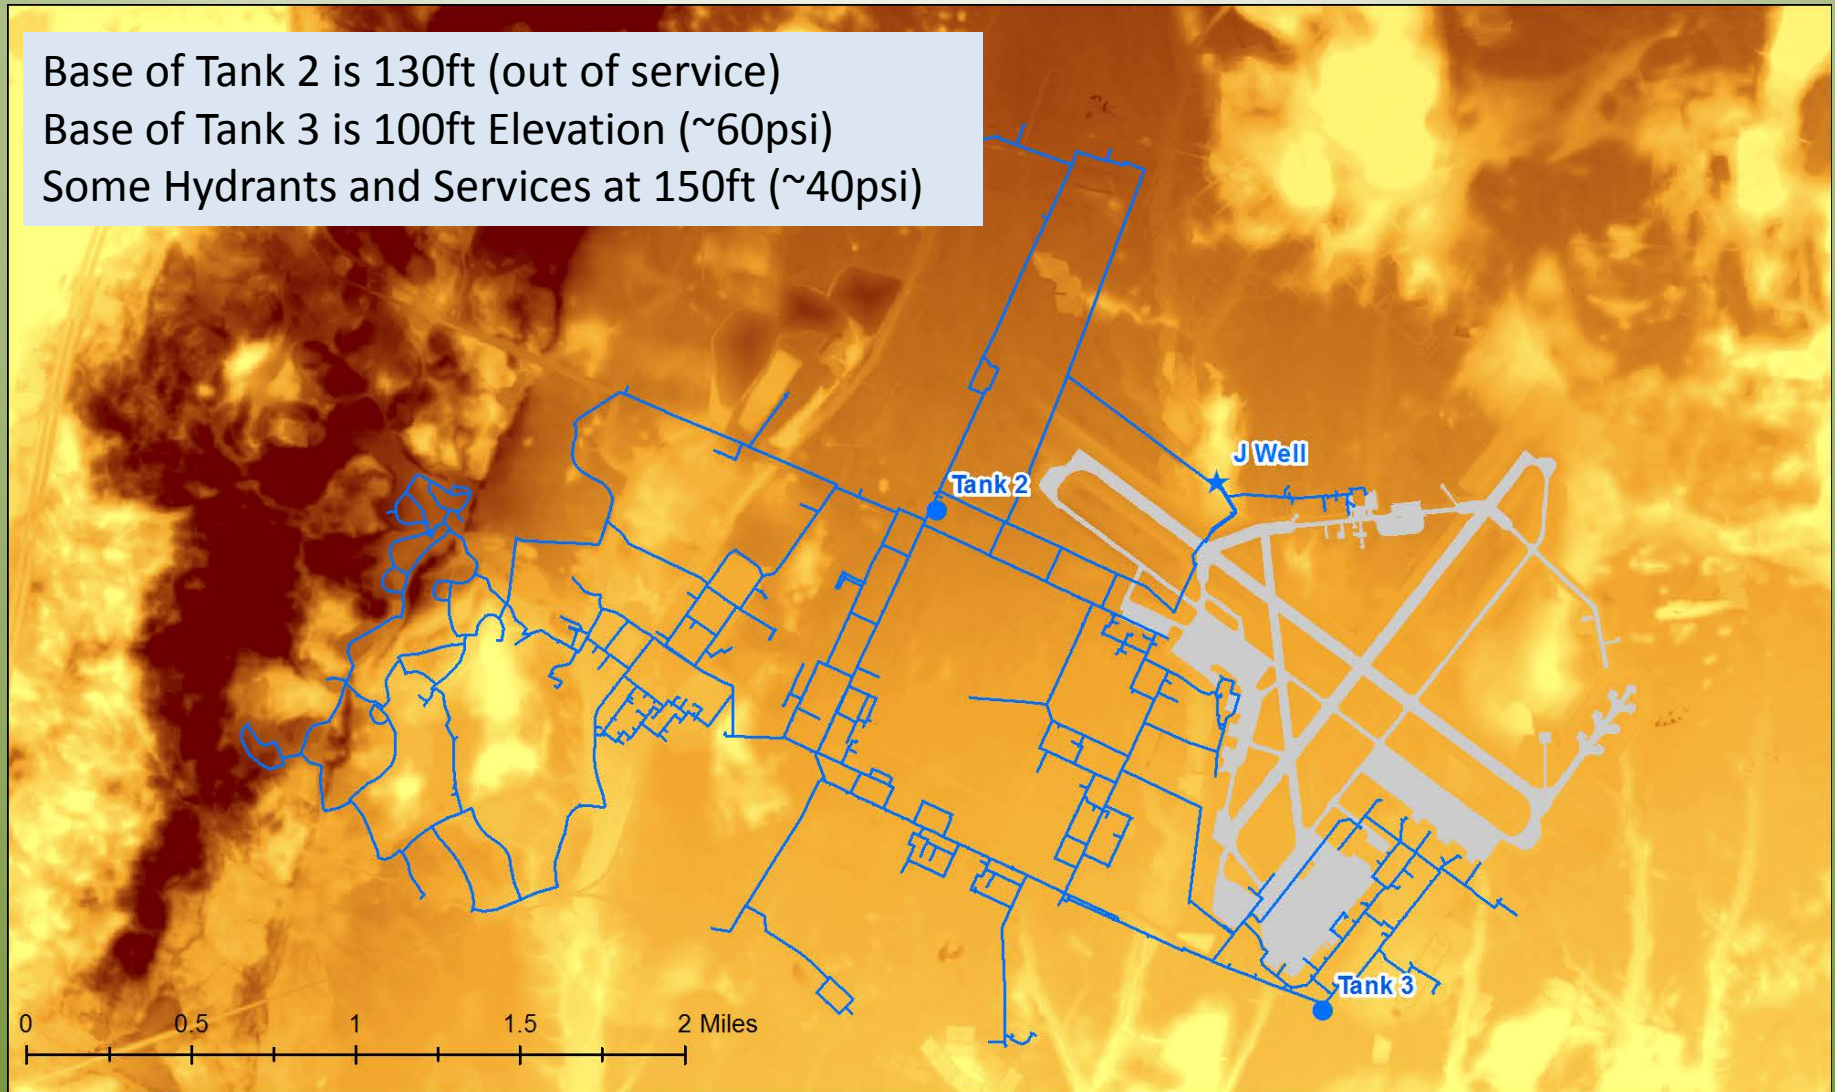 Base of Tank 2 is 130ft (out of service)
Base of Tank 3 is 100ft Elevation (~60psi)
Some Hydrants and Services at 150ft (~40psi)
J Well
Tank 2
Tank 3
0 0.5 1 1.5 2 Miles